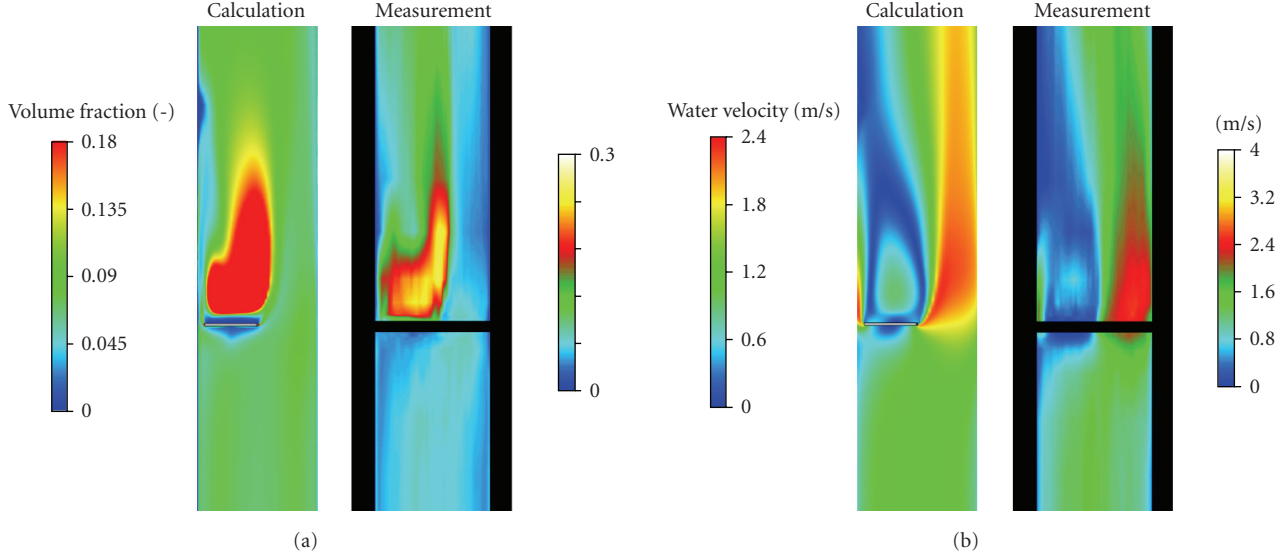 Calculation
Measurement
Volume fraction (-)
0.18
0.135
0.09
0.045
0
0.3
0
(a)
Calculation
Measurement
Water velocity (m/s)
2.4
1.8
1.2
0.6
0
(m/s)
4
3.2
2.4
1.6
0.8
0
(b)